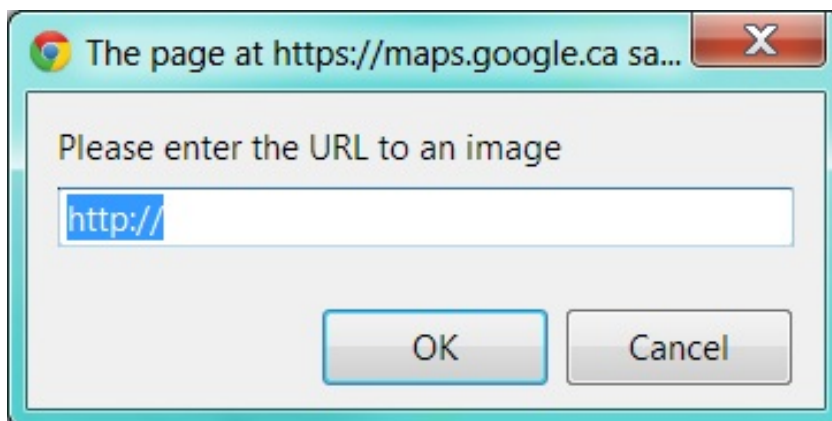 The page at https://maps.google.ca sa...
Please enter the URL to an image
http://
OK Cancel